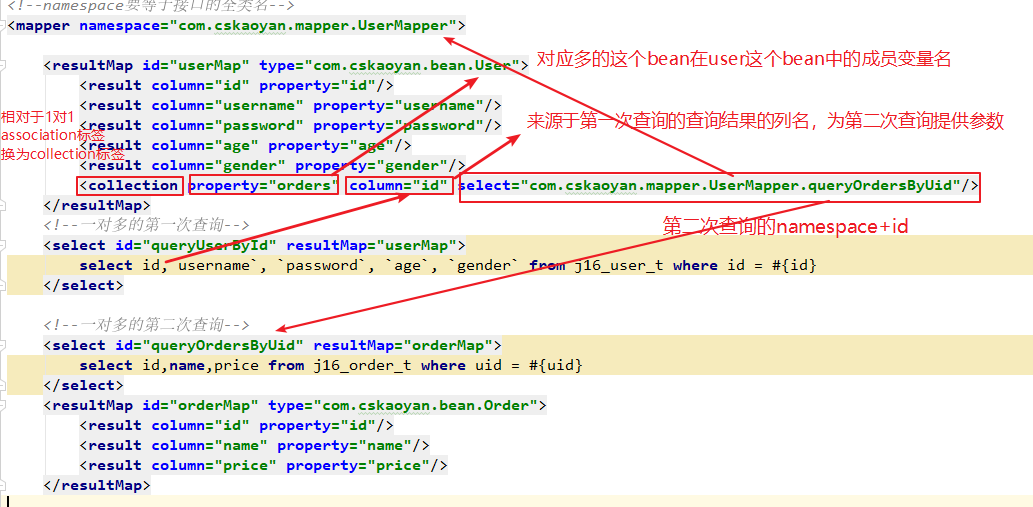 <!--namespace要等于接口的全类名-->
<mapper namespace="com.cskaoyan.mapper.UserMapper">
对应多的这个bean在user这个bean中的成员变量名
<resultMap id="userMap" type="com.cskaoyan.bean.User">
<result column="id" property="id"/>
<result column="username" property="username"/>
相对于1对1
association标签
换为collection标签
<result column="password" property="password"/>
来源于第一次查询的查询结果的列名，为第二次查询提供参数
<result column="age" property="age"/>
<result column="gender" property="gender"/>
<collection property="orders" column="id" select="com.cskaoyan.mapper.UserMapper.queryOrdersByUid"/>
</resultMap>
第二次查询的namespace+id
<!--一对多的第一次查询-->
<select id="queryUserById" resultMap="userMap">
select id, username`, `password`, `age`, `gender` from j16_user_t where id = #{id}
</select>
<!--一对多的第二次查询-->
<select id="queryOrdersByUid" resultMap="orderMap">
select id,name,price from j16_order_t where uid = #{uid}
</select>
<resultMap id="orderMap" type="com.cskaoyan.bean.Order">
<result column="id" property="id"/>
<result column="name" property="name"/>
<result column="price" property="price"/>
</resultMap>